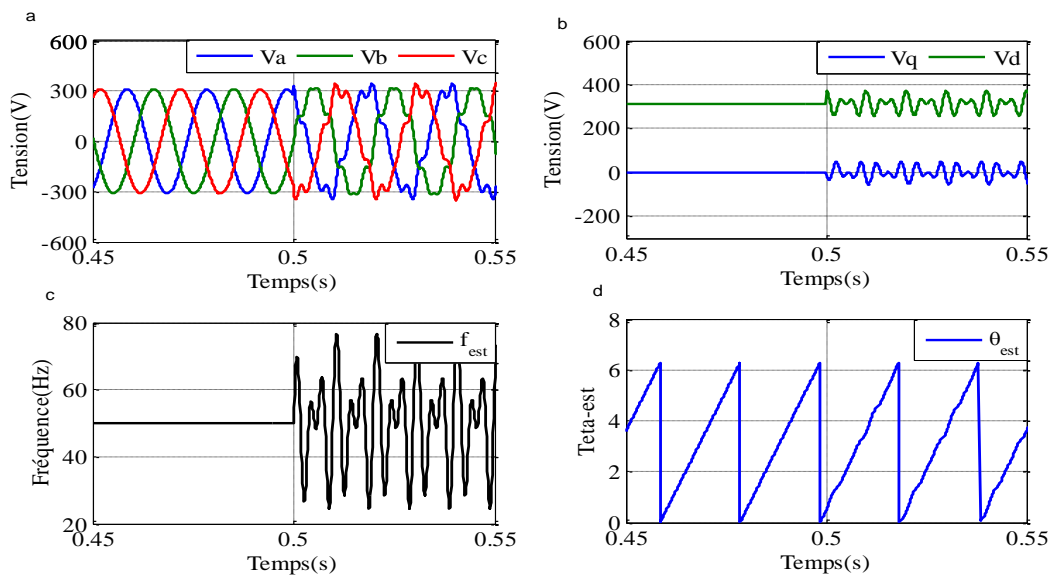 a
600
300
0
-300
-600
Tension(V)
Va Vb Vc
0.45 0.5 0.55
Temps(s)
b
600
400
200
0
-200
Tension(V)
Vq Vd
0.45 0.5 0.55
Temps(s)
c
80
60
40
20
Fréquence(Hz)
f_est
0.45 0.5 0.55
Temps(s)
d
8
6
4
2
0
Teta-est
θ_est
0.45 0.5 0.55
Temps(s)